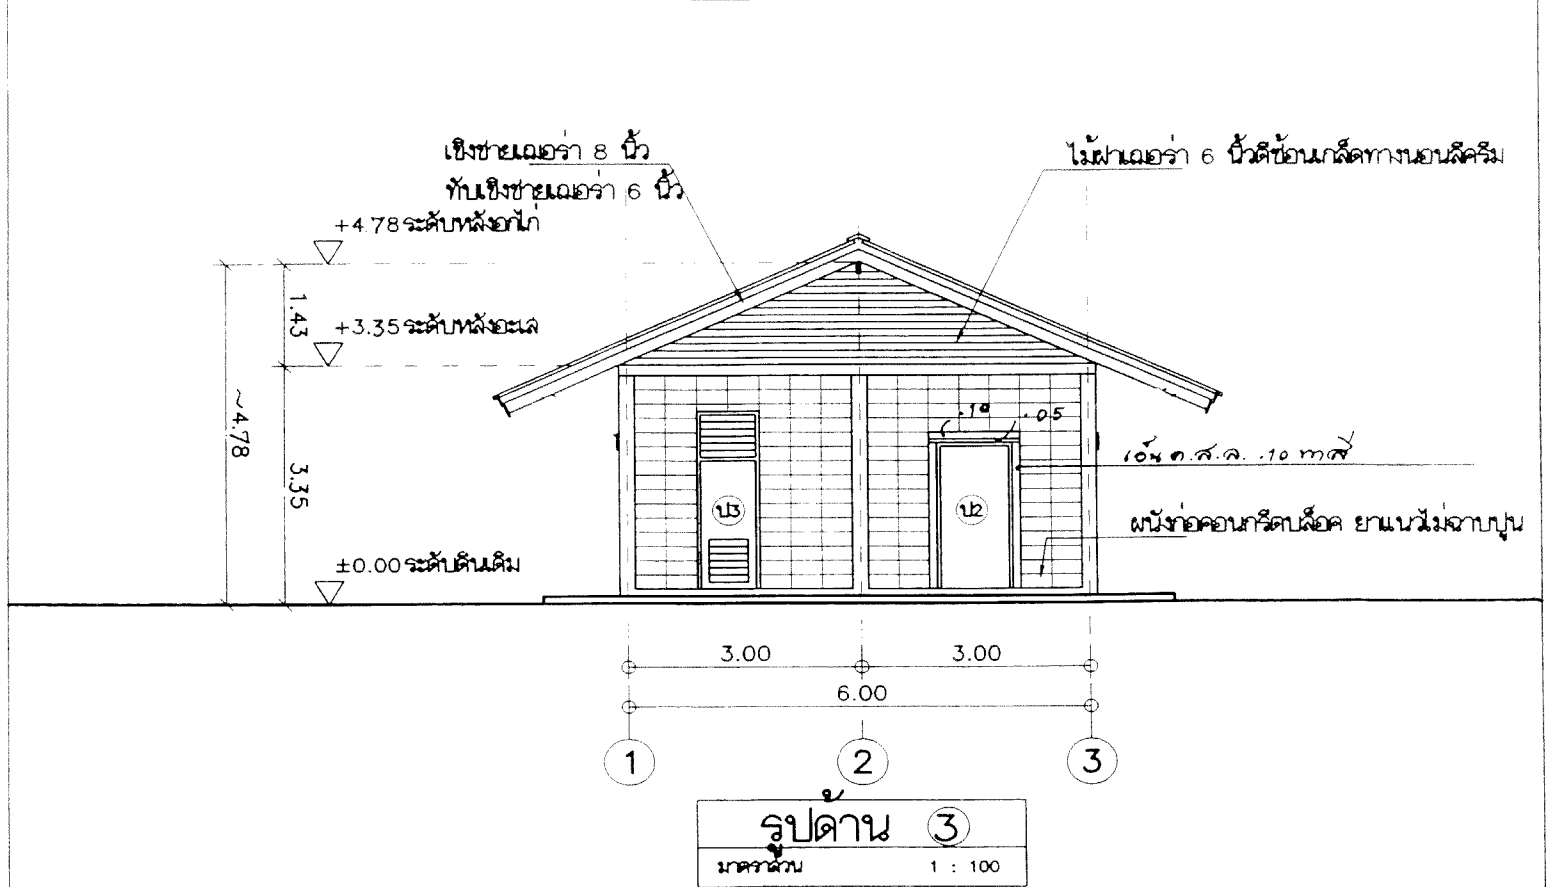 เชิงชายเฌอร่า 8 นิ้ว
ทับเชิงชายเฌอร่า 6 นิ้ว
ไม้ฝาเฌอร่า 6 นิ้วตีซ้อนเกล็ดทางนอนสีครีม
+4.78 ระดับหลังอกไก่
1.43
+3.35 ระดับหลังอะเส
~4.78
3.35
.10 .05
เอ็น ค.ส.ล. .10 ทาสี
ป3
ป2
ผนังก่อคอนกรีตบล็อค ยาแนวไม่ฉาบปูน
±0.00 ระดับดินเดิม
3.00 3.00
6.00
1 2 3
รูปด้าน 3
มาตราส่วน 1 : 100